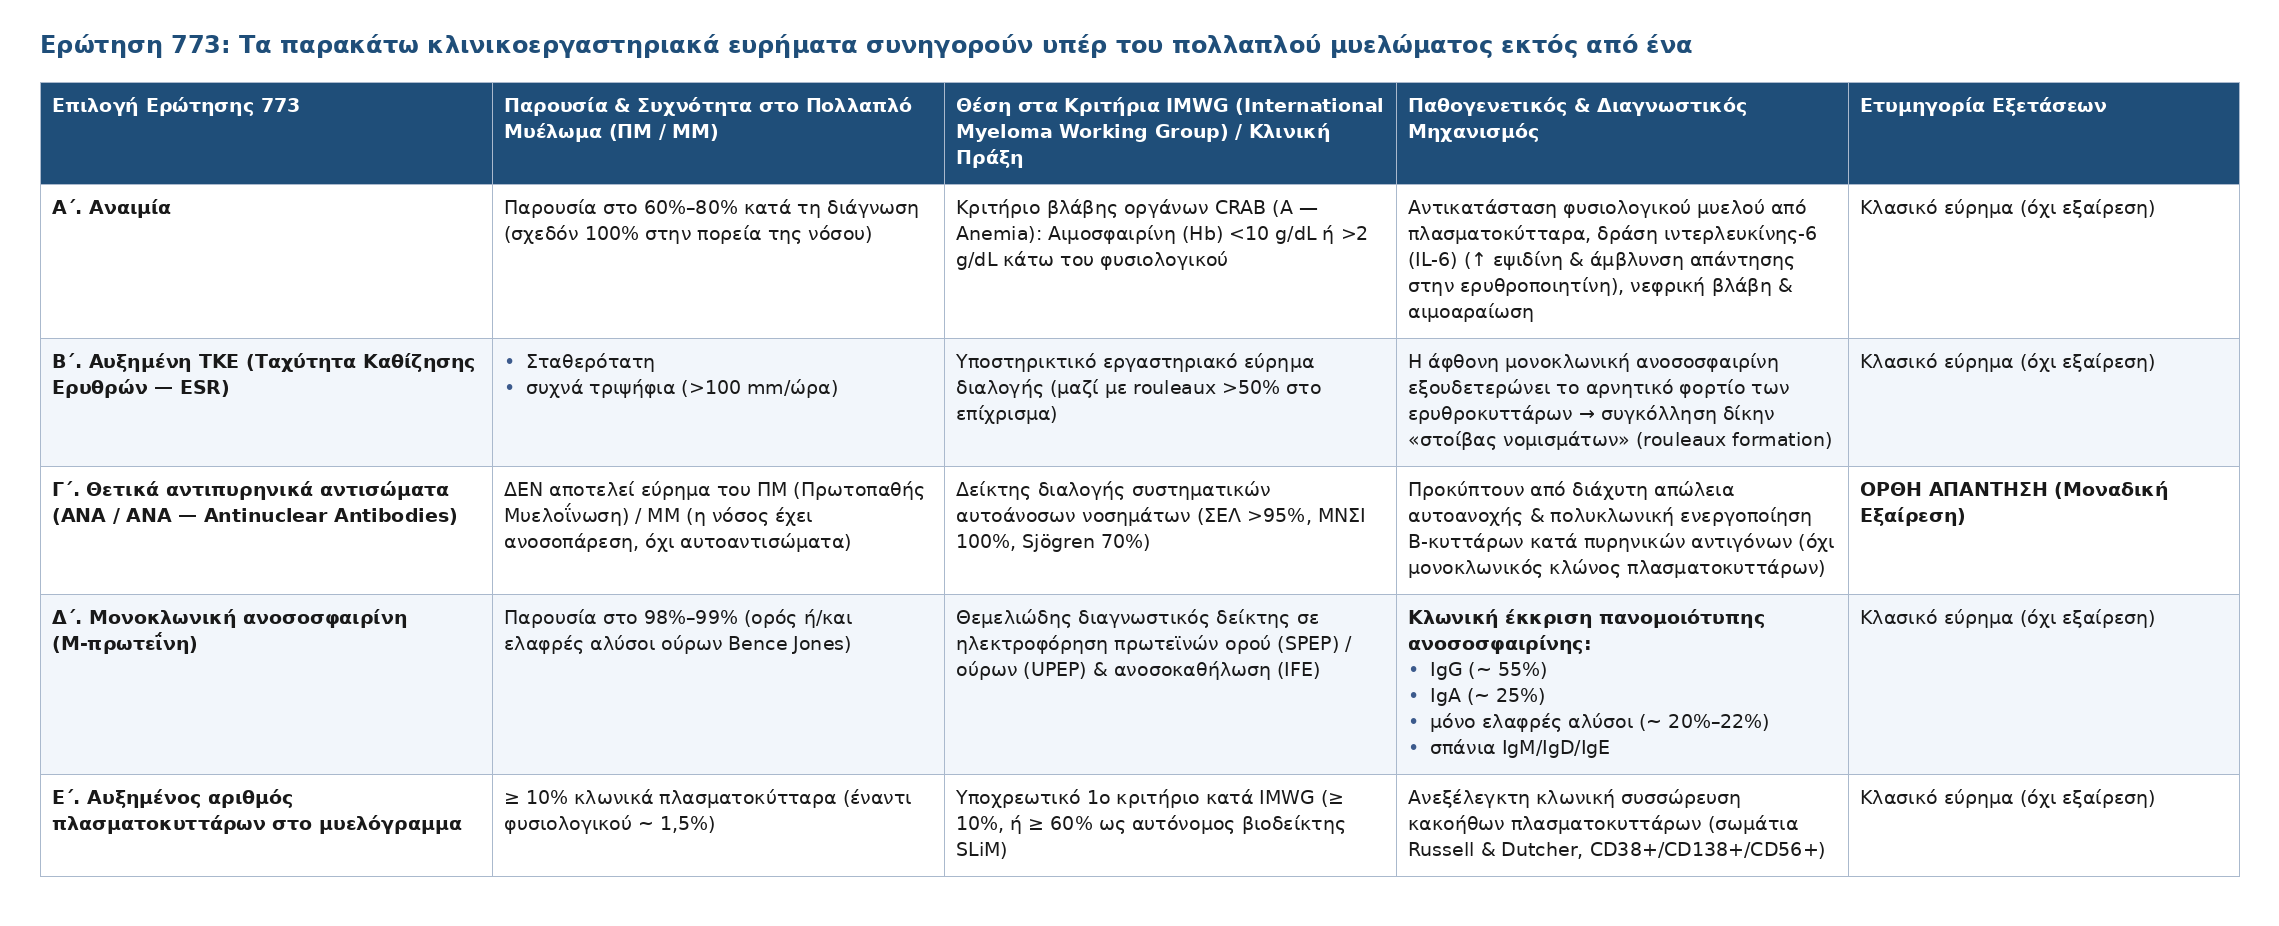 Ερώτηση 773: Τα παρακάτω κλινικοεργαστηριακά ευρήματα συνηγορούν υπέρ του πολλαπλού μυελώματος εκτός από ένα
Επιλογή Ερώτησης 773
Παρουσία & Συχνότητα στο Πολλαπλό
Μυέλωμα (ΠΜ / MM)
Θέση στα Κριτήρια IMWG (International
Myeloma Working Group) / Κλινική
Πράξη
Παθογενετικός & Διαγνωστικός
Μηχανισμός
Ετυμηγορία Εξετάσεων
Α΄. Αναιμία
Παρουσία στο 60%–80% κατά τη διάγνωση
(σχεδόν 100% στην πορεία της νόσου)
Κριτήριο βλάβης οργάνων CRAB (A —
Anemia): Αιμοσφαιρίνη (Hb) <10 g/dL ή >2
g/dL κάτω του φυσιολογικού
Αντικατάσταση φυσιολογικού μυελού από
πλασματοκύτταρα, δράση ιντερλευκίνης-6
(IL-6) (↑ εψιδίνη & άμβλυνση απάντησης
στην ερυθροποιητίνη), νεφρική βλάβη &
αιμοαραίωση
Κλασικό εύρημα (όχι εξαίρεση)
Β΄. Αυξημένη ΤΚΕ (Ταχύτητα Καθίζησης
Ερυθρών — ESR)
• Σταθερότατη
• συχνά τριψήφια (>100 mm/ώρα)
Υποστηρικτικό εργαστηριακό εύρημα
διαλογής (μαζί με rouleaux >50% στο
επίχρισμα)
Η άφθονη μονοκλωνική ανοσοσφαιρίνη
εξουδετερώνει το αρνητικό φορτίο των
ερυθροκυττάρων → συγκόλληση δίκην
«στοίβας νομισμάτων» (rouleaux formation)
Κλασικό εύρημα (όχι εξαίρεση)
Γ΄. Θετικά αντιπυρηνικά αντισώματα
(ΑΝΑ / ANA — Antinuclear Antibodies)
ΔΕΝ αποτελεί εύρημα του ΠΜ (Πρωτοπαθής
Μυελοΐνωση) / MM (η νόσος έχει
ανοσοπάρεση, όχι αυτοαντισώματα)
Δείκτης διαλογής συστηματικών
αυτοάνοσων νοσημάτων (ΣΕΛ >95%, ΜΝΣΙ
100%, Sjögren 70%)
Προκύπτουν από διάχυτη απώλεια
αυτοανοχής & πολυκλωνική ενεργοποίηση
Β-κυττάρων κατά πυρηνικών αντιγόνων (όχι
μονοκλωνικός κλώνος πλασματοκυττάρων)
ΟΡΘΗ ΑΠΑΝΤΗΣΗ (Μοναδική
Εξαίρεση)
Δ΄. Μονοκλωνική ανοσοσφαιρίνη
(Μ-πρωτεΐνη)
Παρουσία στο 98%–99% (ορός ή/και
ελαφρές αλύσοι ούρων Bence Jones)
Θεμελιώδης διαγνωστικός δείκτης σε
ηλεκτροφόρηση πρωτεϊνών ορού (SPEP) /
ούρων (UPEP) & ανοσοκαθήλωση (IFE)
Κλωνική έκκριση πανομοιότυπης
ανοσοσφαιρίνης:
• IgG (~ 55%)
• IgA (~ 25%)
• μόνο ελαφρές αλύσοι (~ 20%–22%)
• σπάνια IgM/IgD/IgE
Κλασικό εύρημα (όχι εξαίρεση)
Ε΄. Αυξημένος αριθμός
πλασματοκυττάρων στο μυελόγραμμα
≥ 10% κλωνικά πλασματοκύτταρα (έναντι
φυσιολογικού ~ 1,5%)
Υποχρεωτικό 1ο κριτήριο κατά IMWG (≥
10%, ή ≥ 60% ως αυτόνομος βιοδείκτης
SLiM)
Ανεξέλεγκτη κλωνική συσσώρευση
κακοήθων πλασματοκυττάρων (σωμάτια
Russell & Dutcher, CD38+/CD138+/CD56+)
Κλασικό εύρημα (όχι εξαίρεση)